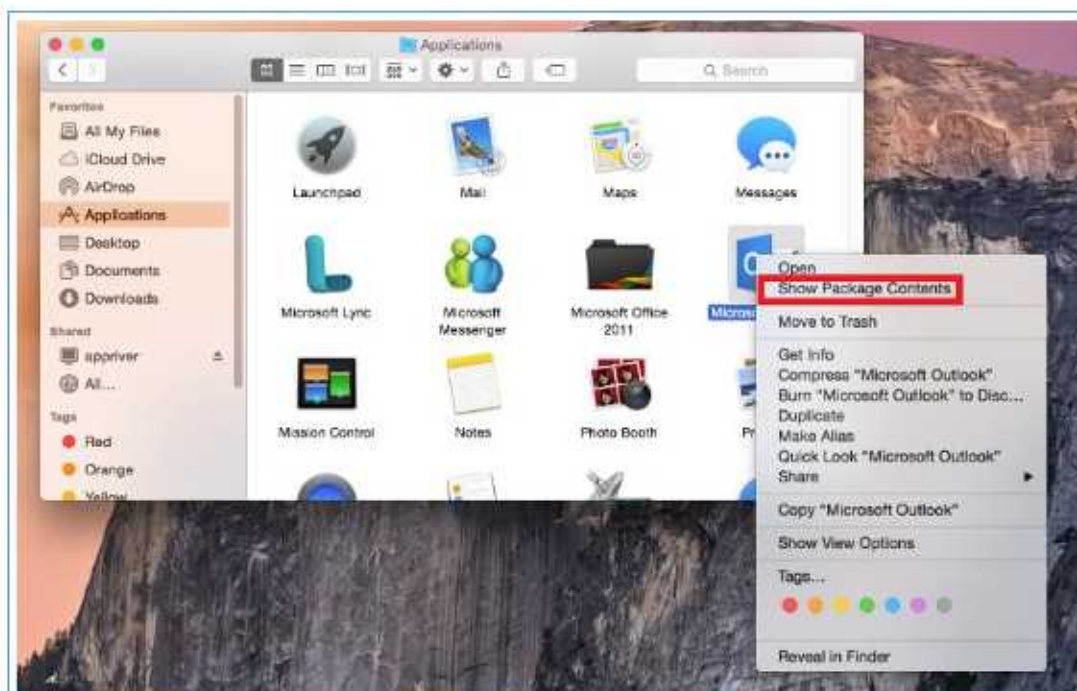 Applications
Search
Favorites
All My Files
iCloud Drive
AirDrop
Applications
Desktop
Documents
Downloads
Shared
appriver
All...
Tags
Red
Orange
Yellow
Launchpad
Mail
Maps
Messages
Microsoft Lync
Microsoft
Messenger
Microsoft Office
2011
Mission Control
Notes
Photo Booth
Open
Show Package Contents
Move to Trash
Get Info
Compress "Microsoft Outlook"
Burn "Microsoft Outlook" to Disc...
Duplicate
Make Alias
Quick Look "Microsoft Outlook"
Share
Copy "Microsoft Outlook"
Show View Options
Tags...
Reveal in Finder